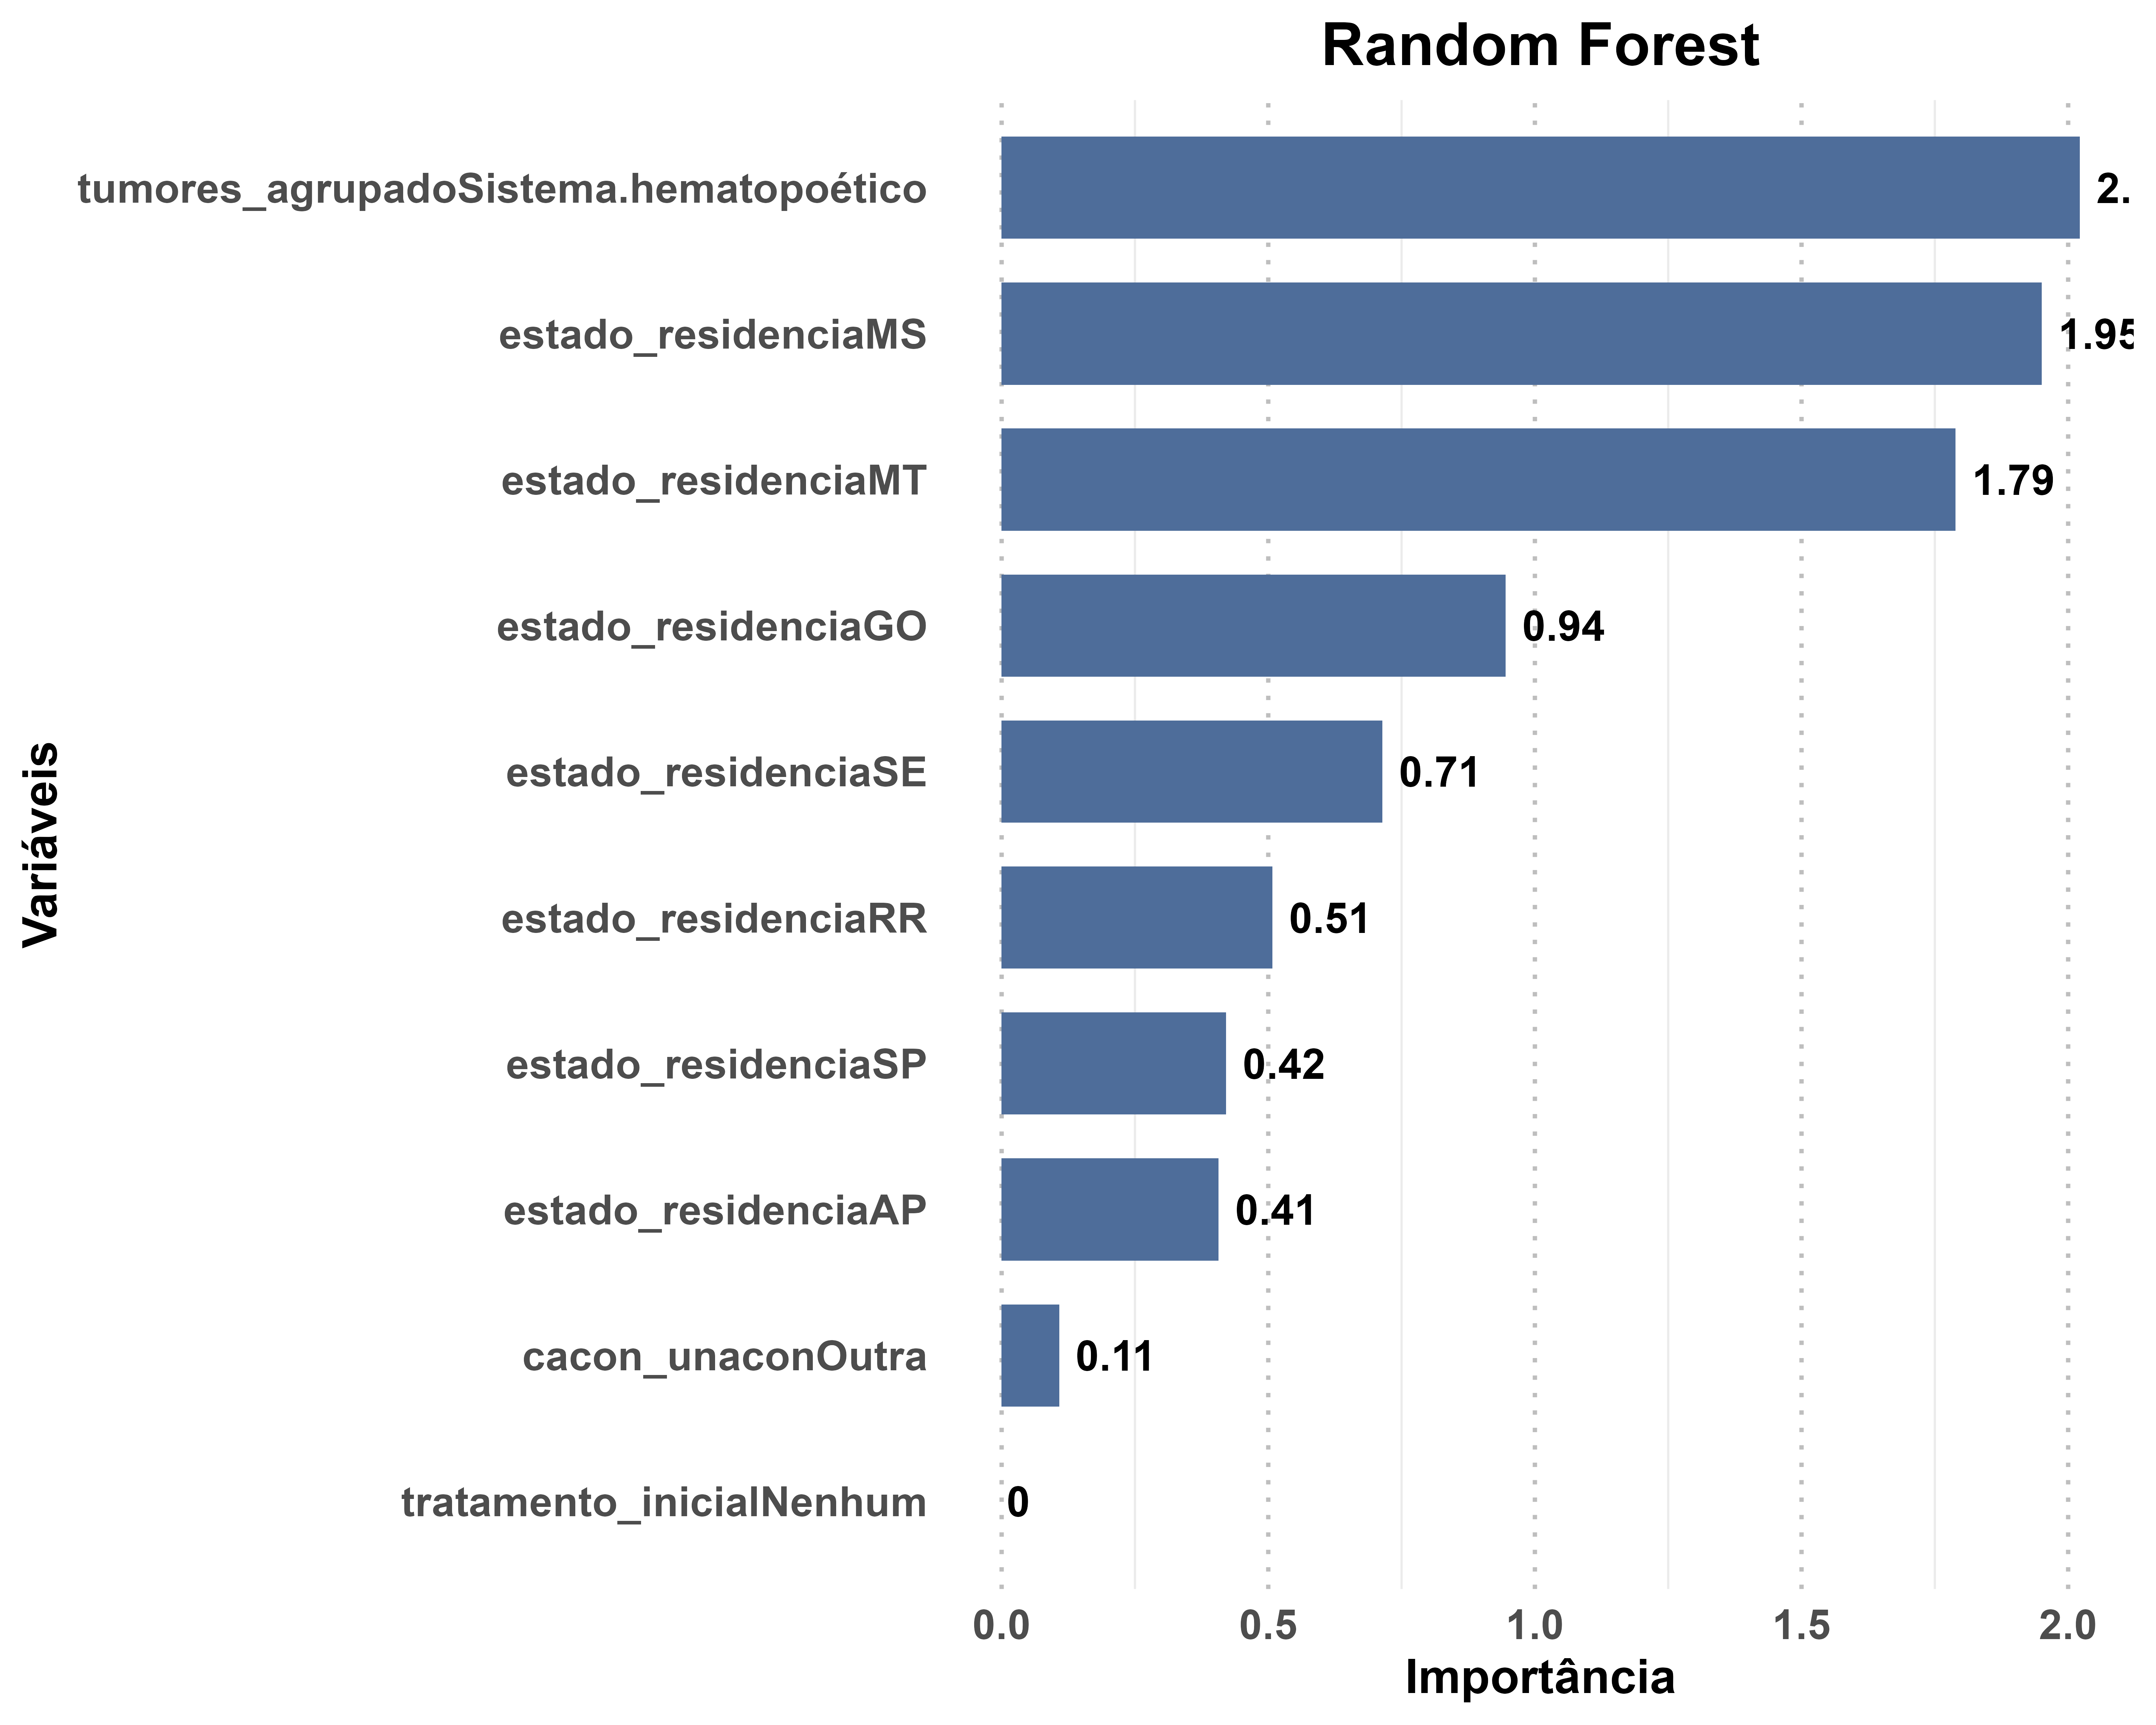 Random Forest
tumores_agrupadoSistema.hematopoético
2.
estado_residenciaMS
1.95
estado_residenciaMT
1.79
estado_residenciaGO
0.94
estado_residenciaSE
0.71
estado_residenciaRR
0.51
estado_residenciaSP
0.42
estado_residenciaAP
0.41
cacon_unaconOutra
0.11
tratamento_inicialNenhum
0
Variáveis
0.0 0.5 1.0 1.5 2.0
Importância